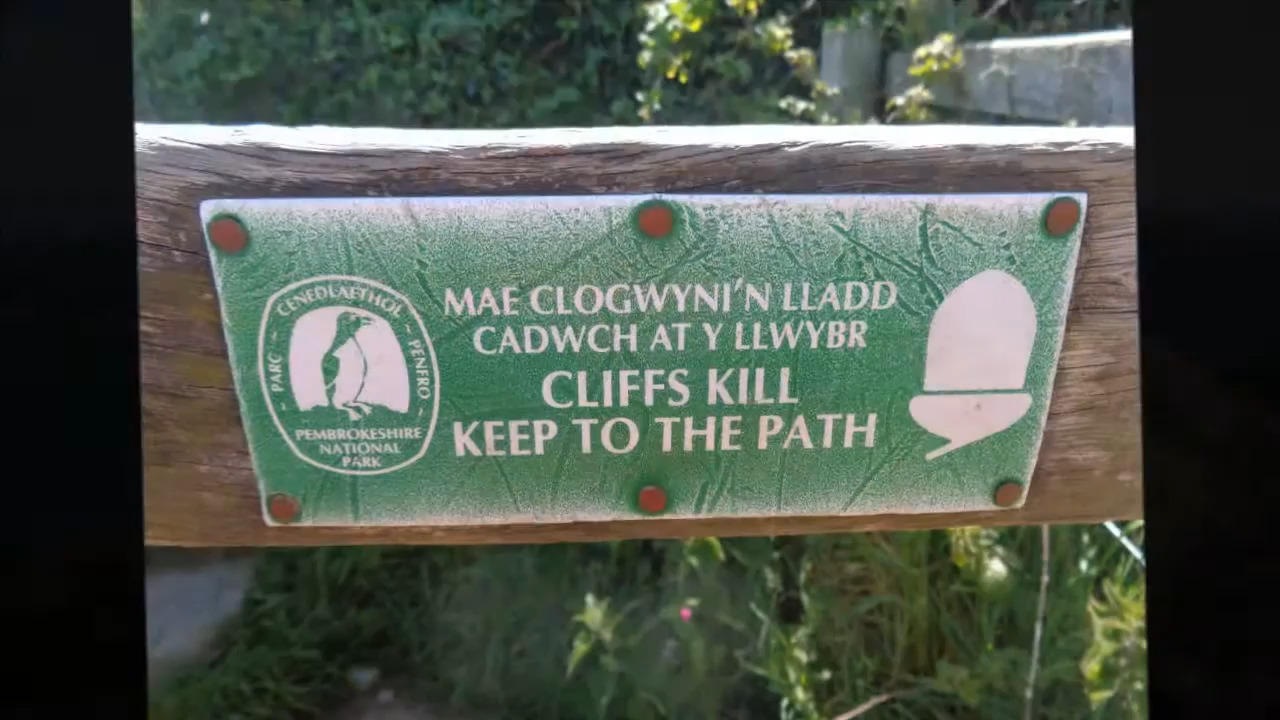 MAE CLOGWYNI'N LLADD
CADWCH AT Y LLWYBR
CLIFFS KILL
KEEP TO THE PATH
PARC CENEDLAETHOL PENFRO
PEMBROKESHIRE
NATIONAL
PARK